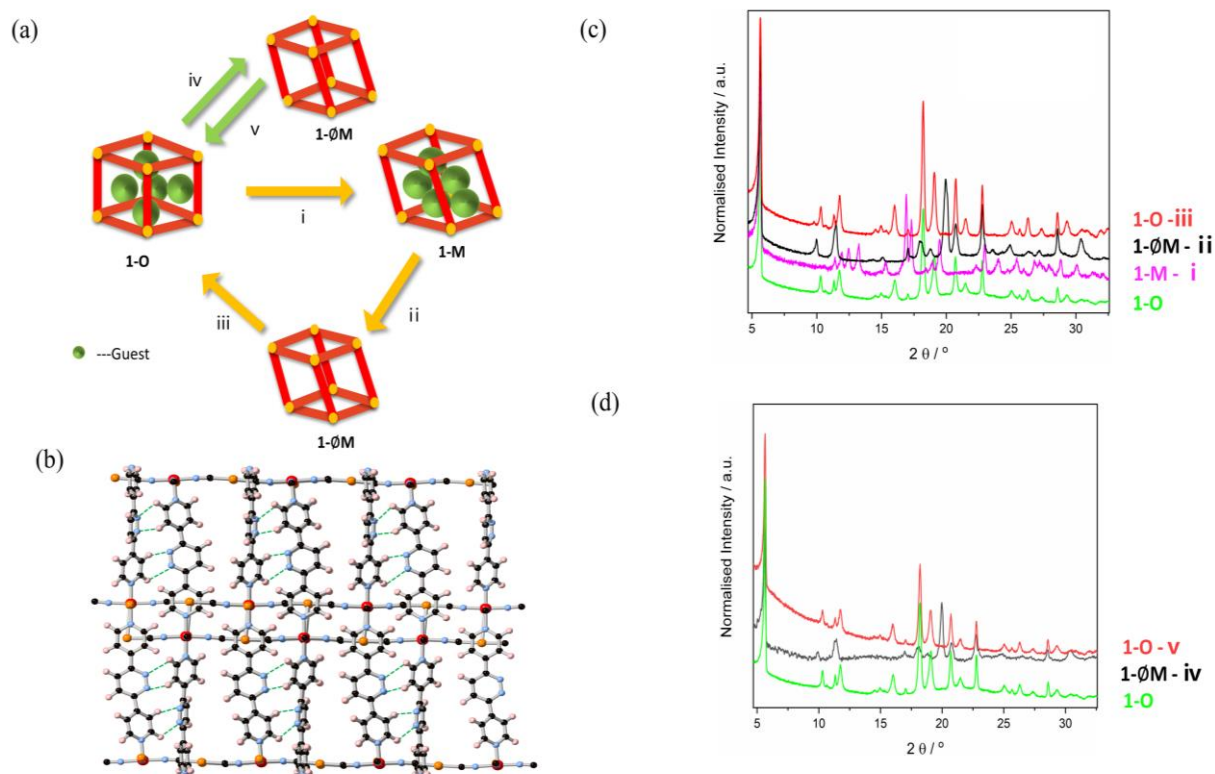 (a)
iv
v
1-ØM
1-O
i
1-M
iii
ii
---Guest
1-ØM
(b)
(c)
Normalised Intensity / a.u.
1-O -iii
1-ØM - ii
1-M - i
1-O
5 10 15 20 25 30
2 θ / º
(d)
Normalised Intensity / a.u.
1-O - v
1-ØM - iv
1-O
5 10 15 20 25 30
2 θ / º